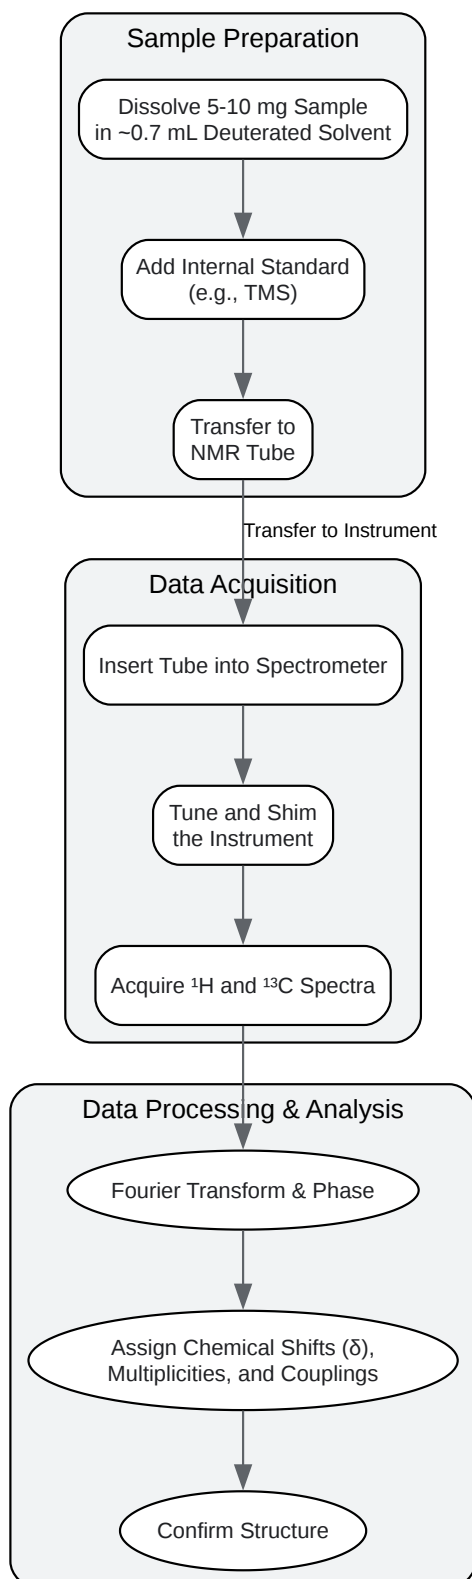 Sample Preparation
Dissolve 5-10 mg Sample
in ~0.7 mL Deuterated Solvent
Add Internal Standard
(e.g., TMS)
Transfer to
NMR Tube
Transfer to Instrument
Data Acquisition
Insert Tube into Spectrometer
Tune and Shim
the Instrument
Acquire ¹H and ¹³C Spectra
Data Processing & Analysis
Fourier Transform & Phase
Assign Chemical Shifts (δ),
Multiplicities, and Couplings
Confirm Structure